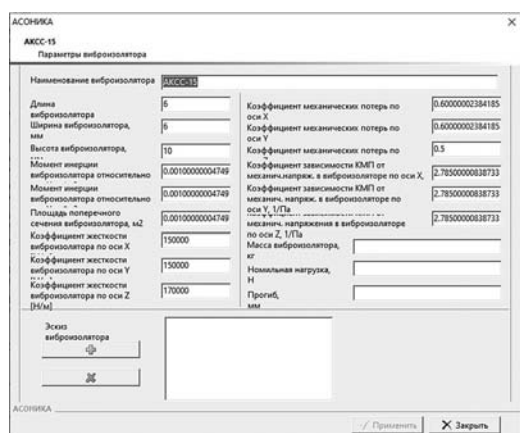 АСОНИКА
АКСС-15
Параметры виброизолятора
Наименование виброизолятора АКСС-15
Длина
виброизолятора
6
Ширина виброизолятора,
мм
6
Высота виброизолятора,
10
Момент инерции
виброизолятора относительно
0.00100000004749
Момент инерции
виброизолятора относительно
0.00100000004749
Площадь поперечного
сечения виброизолятора, м2
0.00100000004749
Коэффициент жесткости
виброизолятора по оси X
150000
Коэффициент жесткости
виброизолятора по оси Y
150000
Коэффициент жесткости
виброизолятора по оси Z
[Н/м]
170000
Коэффициент механических потерь по
оси X
0.60000002384185
Коэффициент механических потерь по
оси Y
0.60000002384185
Коэффициент механических потерь по
0.5
Коэффициент зависимости КМП от
механич.напряж. в виброизоляторе по оси X,
2.78500000838733
Коэффициент зависимости КМП от
механич. напряж. в виброизоляторе по
оси Y, 1/Па
2.78500000838733
механич. напряжения в виброизоляторе
по оси Z, 1/Па
2.78500000838733
Масса виброизолятора,
кг
Номильная нагрузка,
Н
Прогиб,
мм
Эскиз
виброизолятора
АСОНИКА
Применить
Закрыть